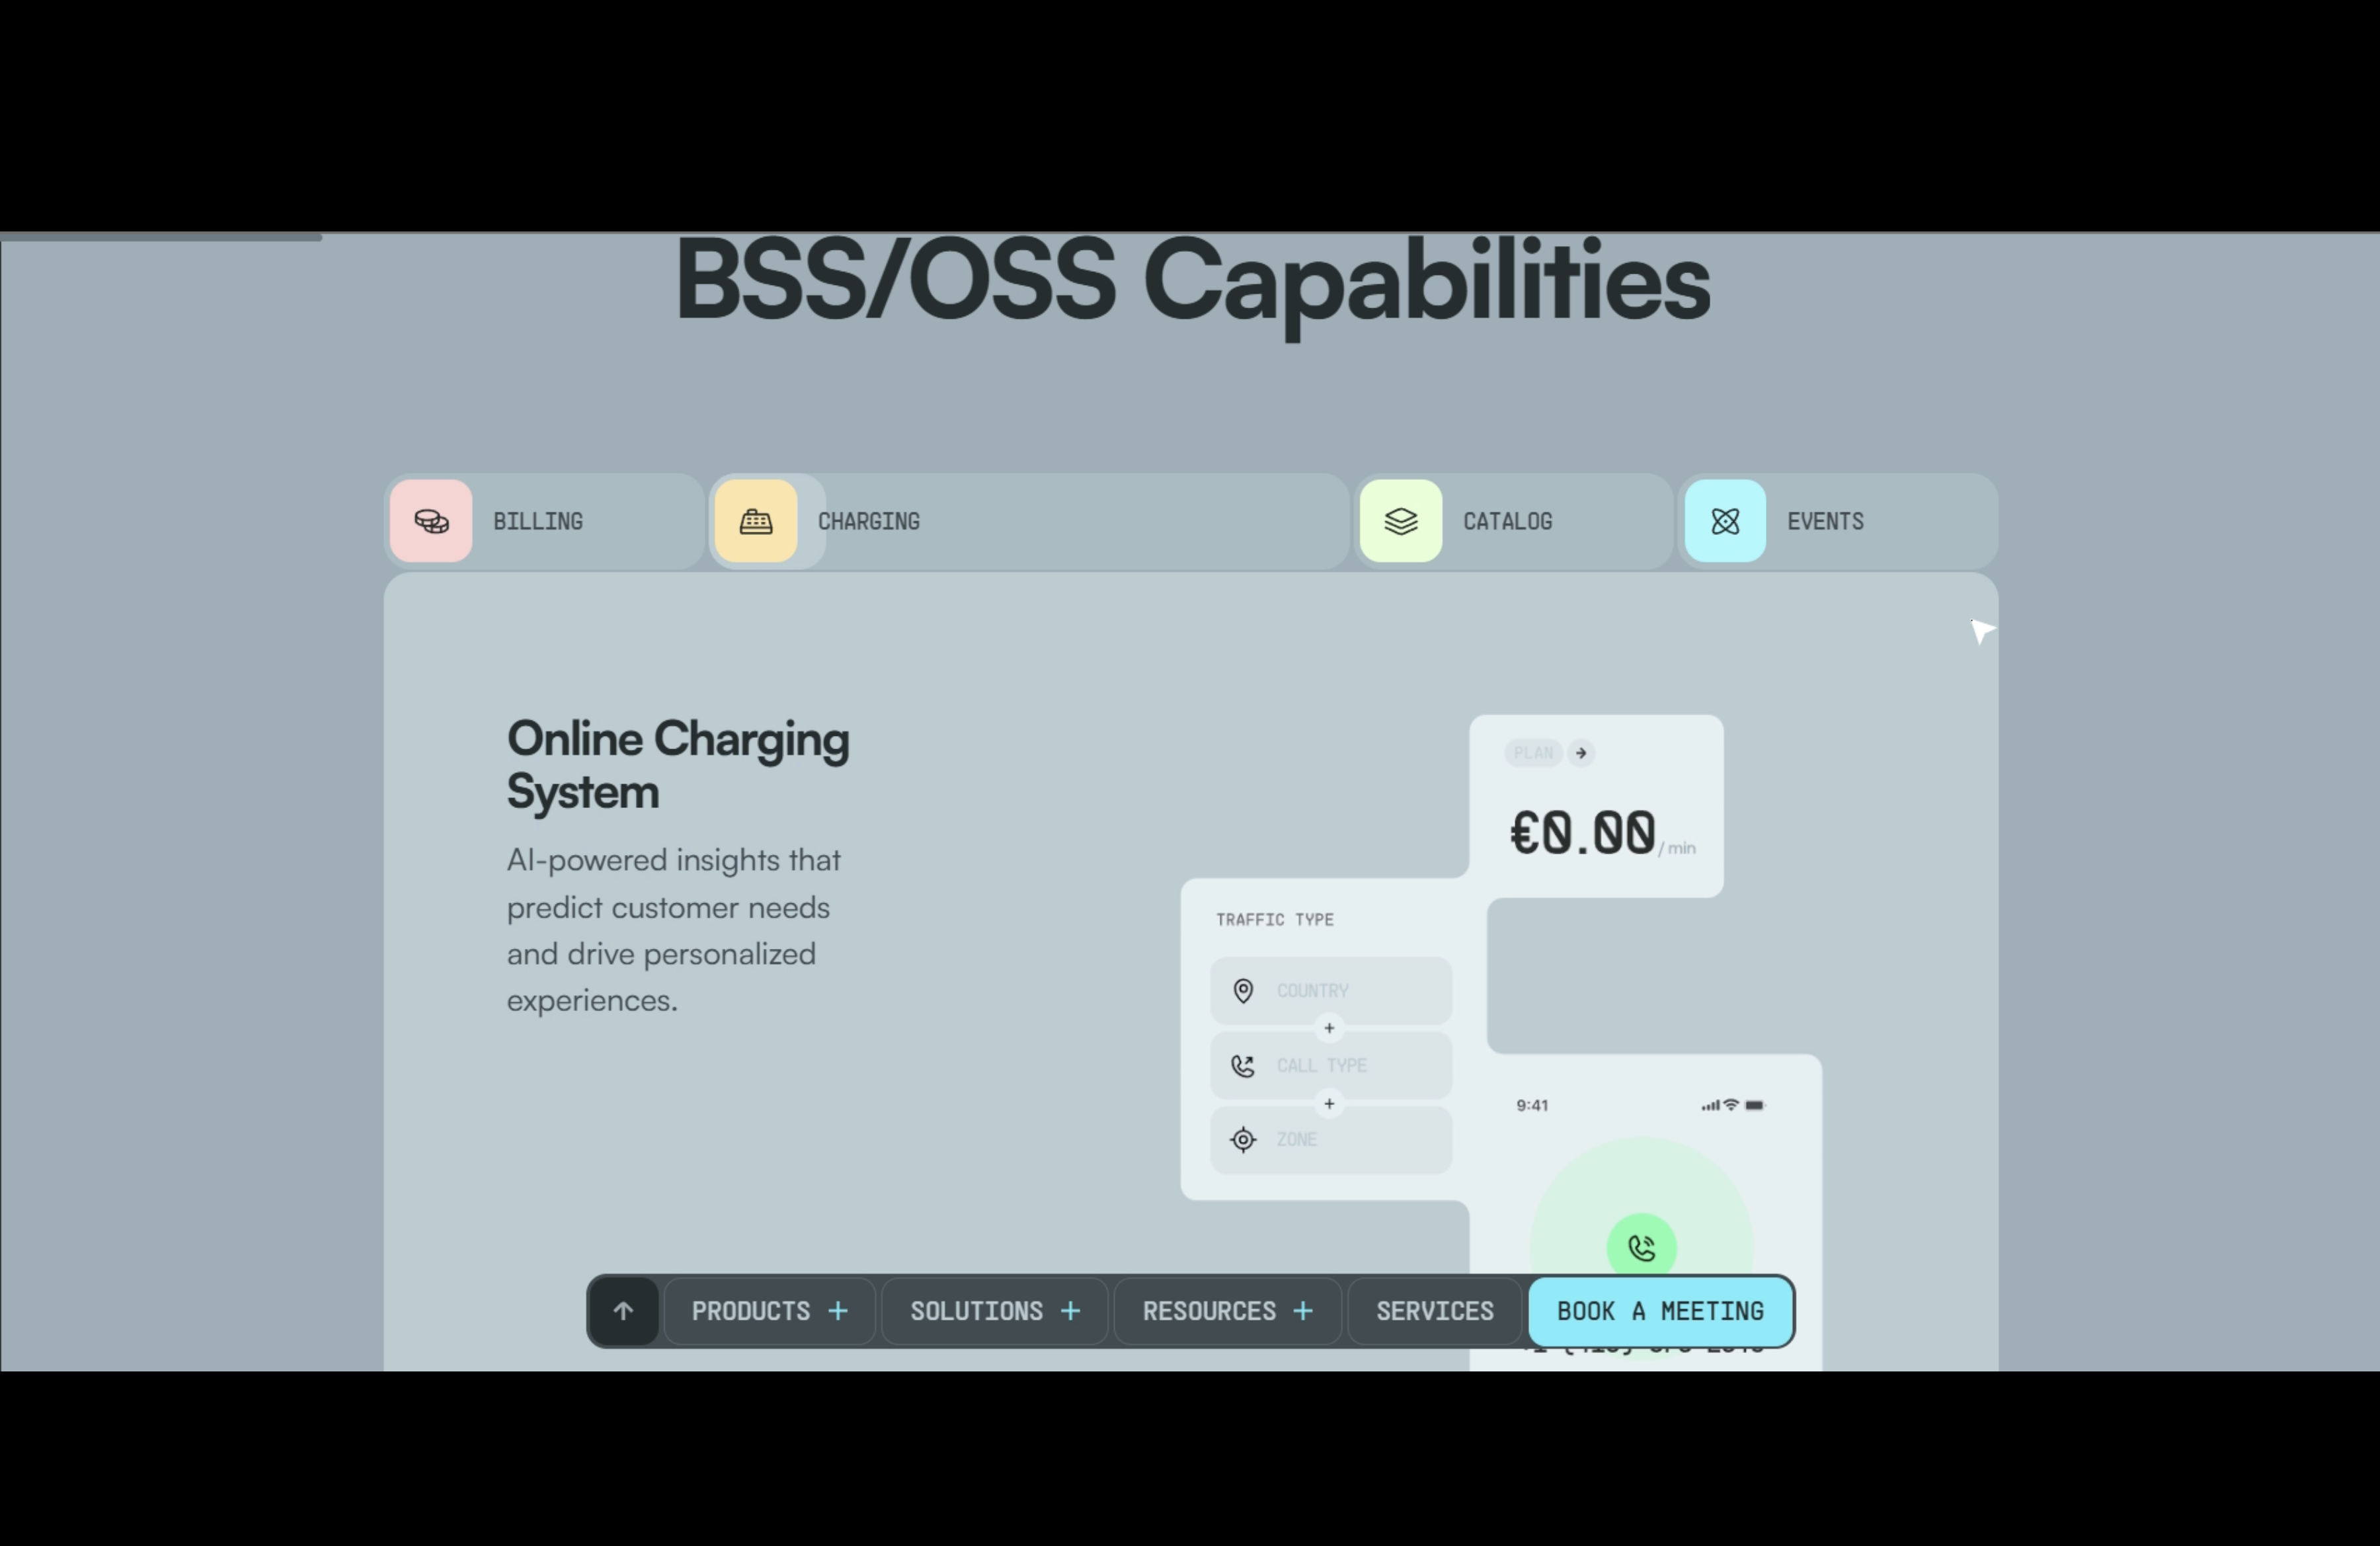 BSS/OSS Capabilities
BILLING
CHARGING
CATALOG
EVENTS
Online Charging
System
AI-powered insights that
predict customer needs
and drive personalized
experiences.
PLAN
€0.00/ min
TRAFFIC TYPE
COUNTRY
+
CALL TYPE
+
ZONE
9:41
PRODUCTS +
SOLUTIONS +
RESOURCES +
SERVICES
BOOK A MEETING